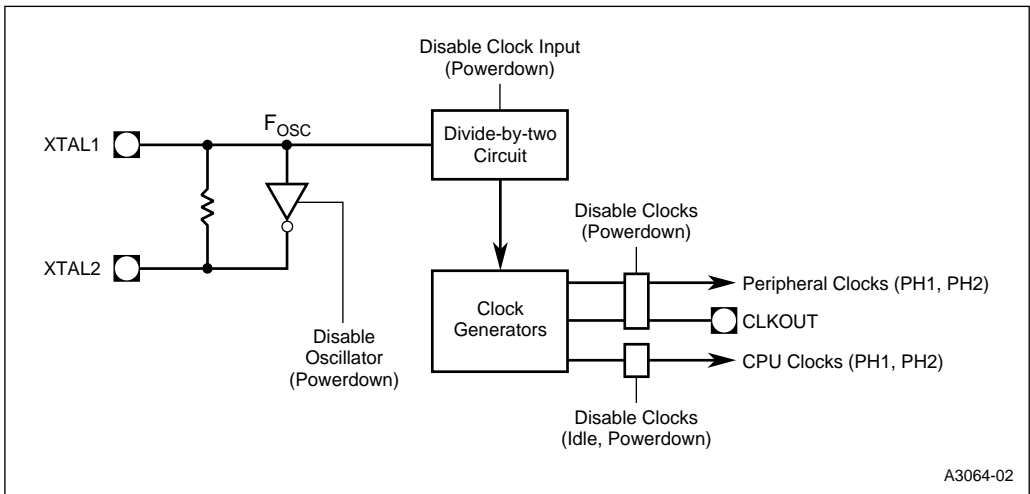 Disable Clock Input
(Powerdown)
XTAL1
FOSC
Divide-by-two
Circuit
Disable Clocks
(Powerdown)
XTAL2
Peripheral Clocks (PH1, PH2)
Clock
Generators
CLKOUT
Disable
Oscillator
(Powerdown)
CPU Clocks (PH1, PH2)
Disable Clocks
(Idle, Powerdown)
A3064-02